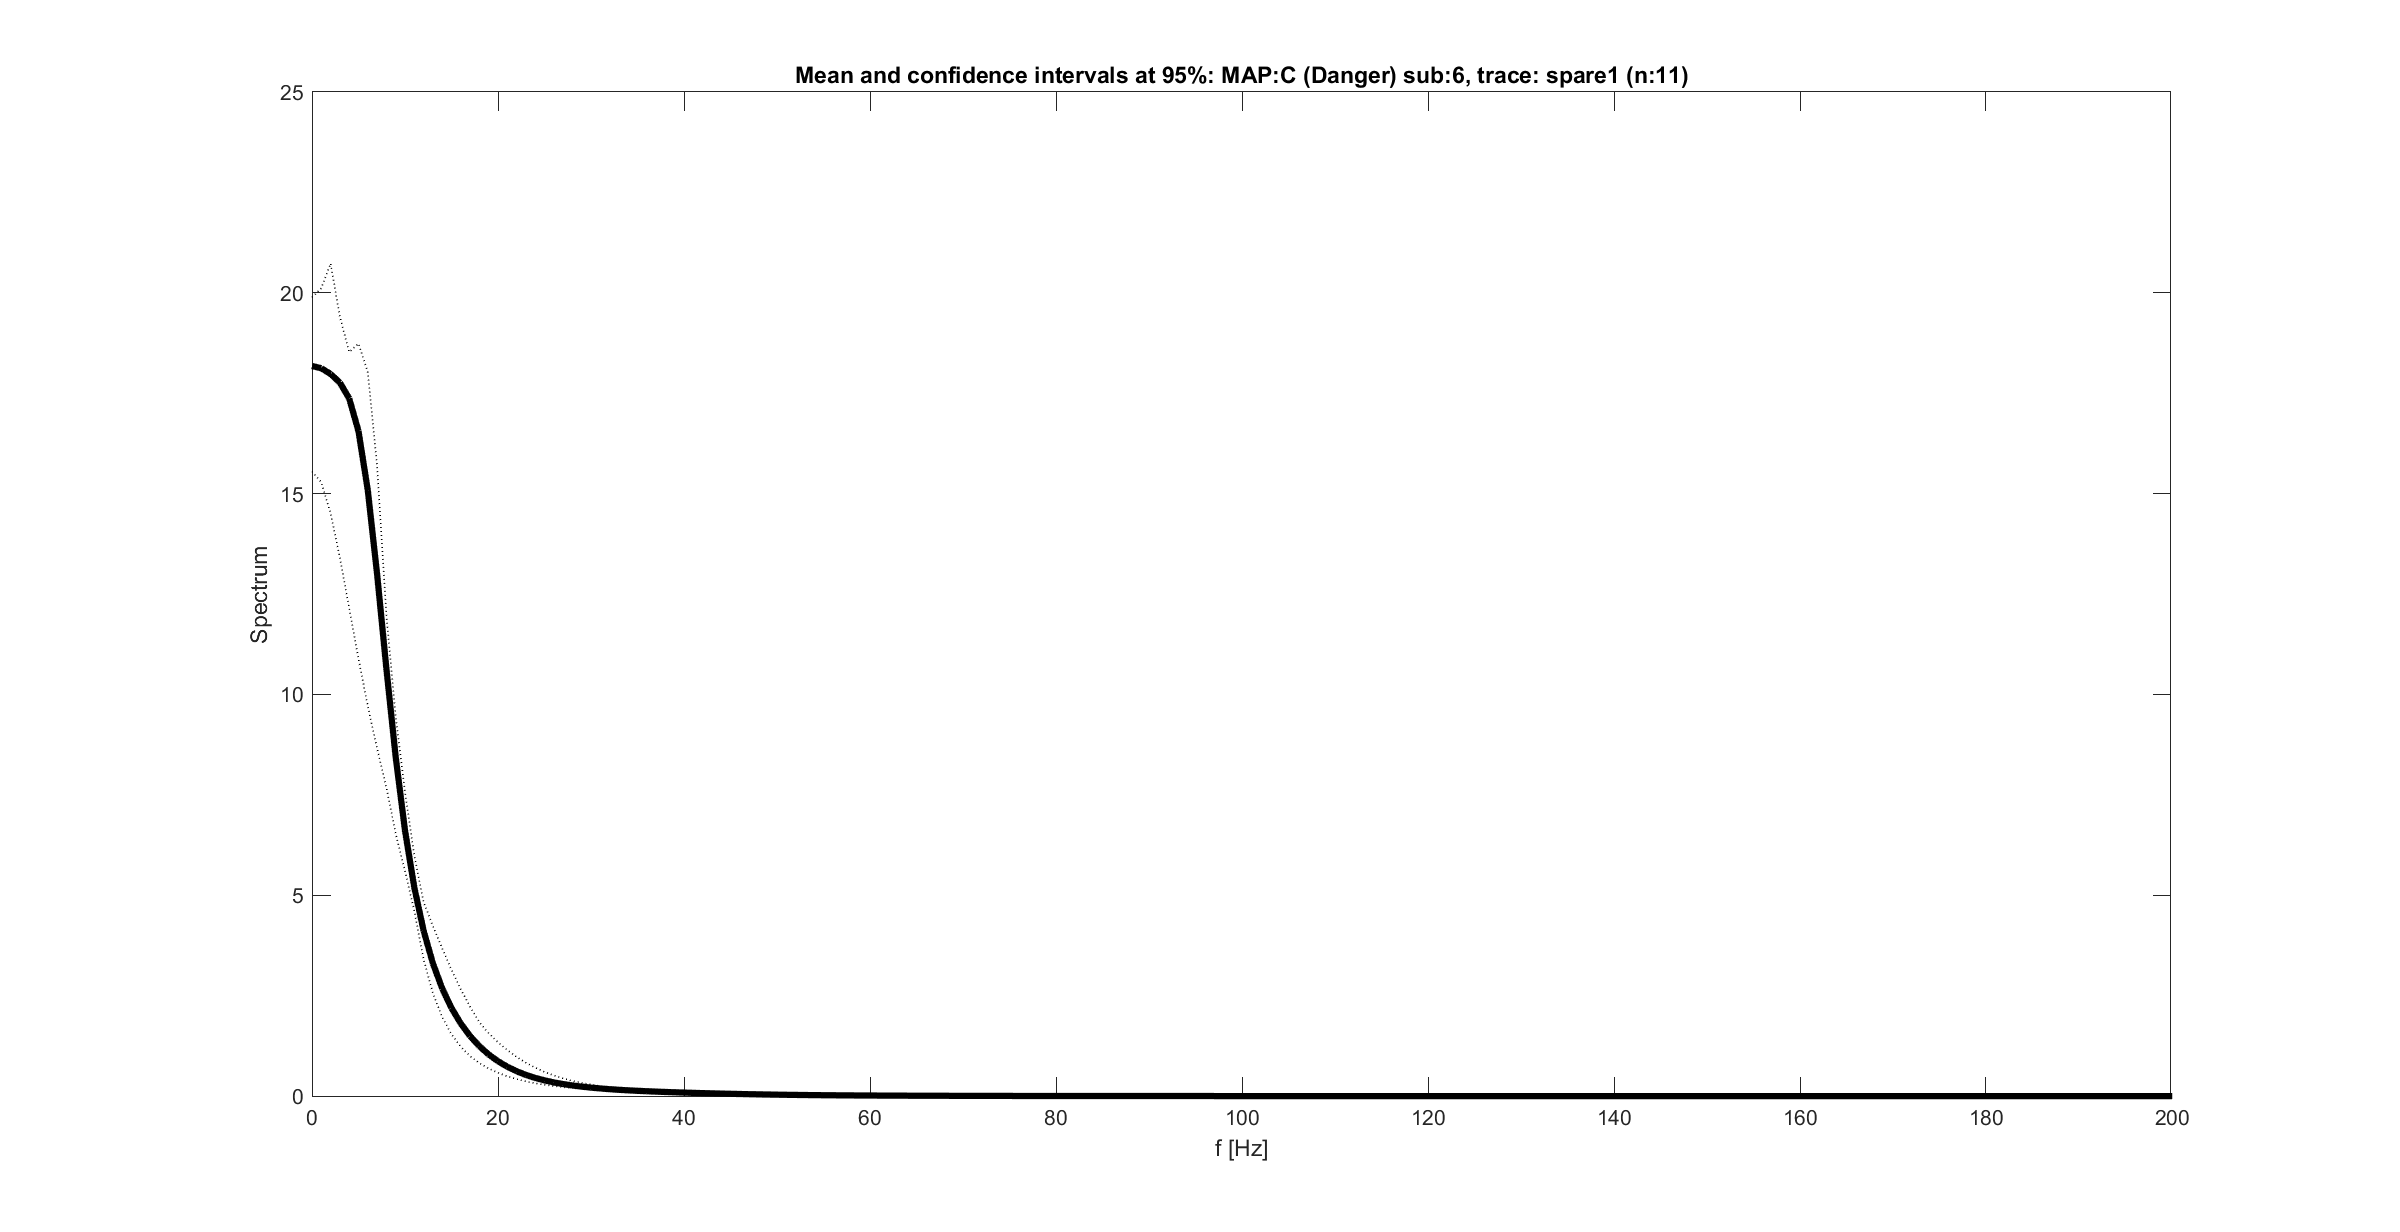 Mean and confidence intervals at 95%: MAP:C (Danger) sub:6, trace: spare1 (n:11)
25
20
15
10
5
0
Spectrum
0 20 40 60 80 100 120 140 160 180 200
f [Hz]